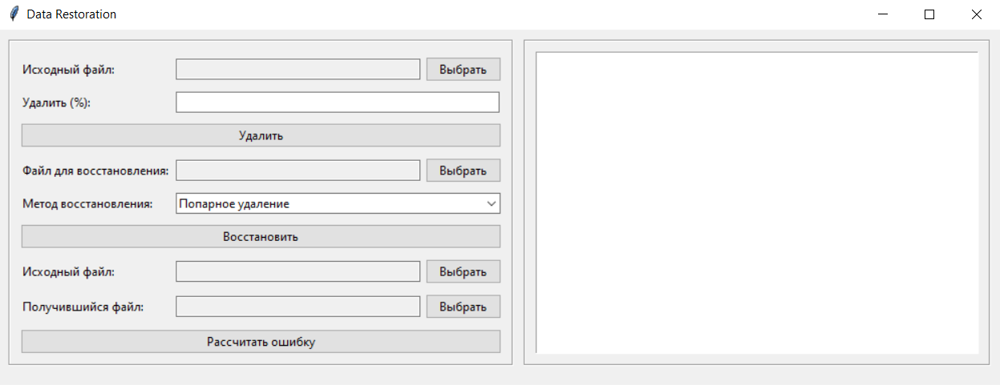 Data Restoration
Исходный файл: Выбрать
Удалить (%):
Удалить
Файл для восстановления: Выбрать
Метод восстановления: Попарное удаление
Восстановить
Исходный файл: Выбрать
Получившийся файл: Выбрать
Рассчитать ошибку